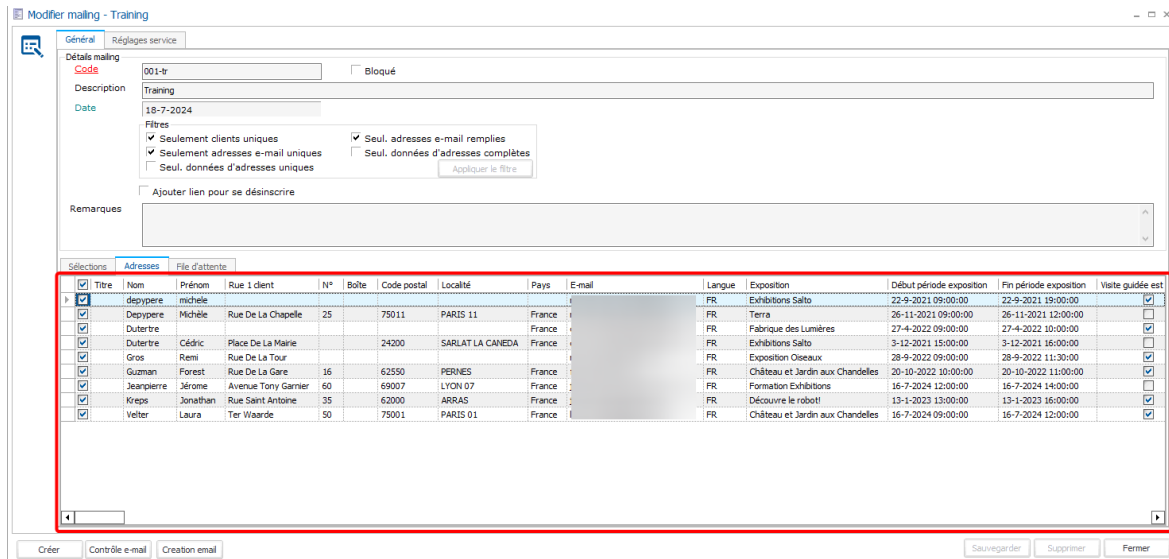 Modifier mailing - Training
Général Réglages service
Détails mailing
Code 001-tr Bloqué
Description Training
Date 18-7-2024
Filtres
Seulement clients uniques Seul. adresses e-mail remplies
Seulement adresses e-mail uniques Seul. données d'adresses complètes
Seul. données d'adresses uniques Appliquer le filtre
Ajouter lien pour se désinscrire
Remarques
Sélections Adresses File d'attente
Titre Nom Prénom Rue 1 client N° Boîte Code postal Localité Pays E-mail Langue Exposition Début période exposition Fin période exposition Visite guidée est
depypere michele FR Exhibitions Salto 22-9-2021 09:00:00 22-9-2021 19:00:00
Depypere Michèle Rue De La Chapelle 25 75011 PARIS 11 France FR Terra 26-11-2021 09:00:00 26-11-2021 12:00:00
Dutertre France FR Fabrique des Lumières 27-4-2022 09:00:00 27-4-2022 10:00:00
Dutertre Cédric Place De La Mairie 24200 SARLAT LA CANEDA France FR Exhibitions Salto 3-12-2021 15:00:00 3-12-2021 16:00:00
Gros Remi Rue De La Tour FR Exposition Oiseaux 28-9-2022 09:00:00 28-9-2022 11:30:00
Guzman Forest Rue De La Gare 16 62550 PERNES France FR Château et Jardin aux Chandelles 20-10-2022 10:00:00 20-10-2022 11:00:00
Jeanpierre Jérome Avenue Tony Garnier 60 69007 LYON 07 France FR Formation Exhibitions 16-7-2024 12:00:00 16-7-2024 14:00:00
Kreps Jonathan Rue Saint Antoine 35 62000 ARRAS France FR Découvre le robot! 13-1-2023 13:00:00 13-1-2023 16:00:00
Velter Laura Ter Waarde 50 75001 PARIS 01 France FR Château et Jardin aux Chandelles 16-7-2024 09:00:00 16-7-2024 12:00:00
Créer Contrôle e-mail Creation email Sauvegarder Supprimer Fermer